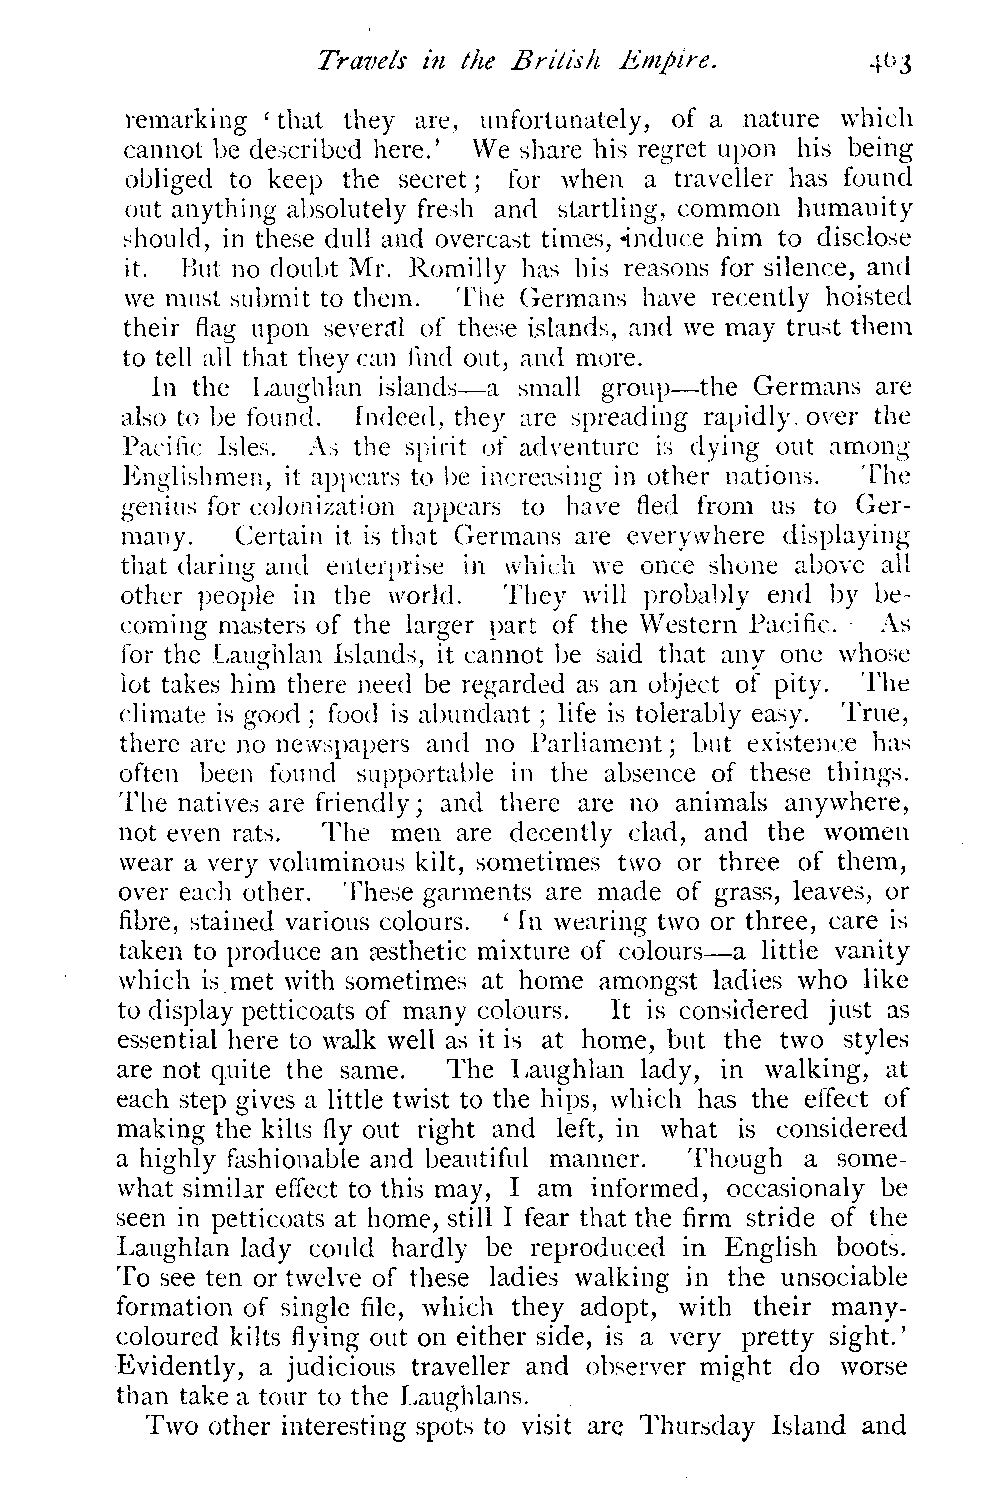 Travels in the British Empire. 463
remarking ‘that they are, unfortunately, of a nature which
cannot be described here.’ We share his regret upon his being
obliged to keep the secret; for when a traveller has found
out anything absolutely fresh and startling, common humanity
should, in these dull and overcast times, induce him to disclose
it. But no doubt Mr. Romilly has his reasons for silence, and
we must submit to them. The Germans have recently hoisted
their flag upon several of these islands, and we may trust them
to tell all that they can find out, and more.
In the Laughlan islands—a small group—the Germans are
also to be found. Indeed, they are spreading rapidly over the
Pacific Isles. As the spirit of adventure is dying out among
Englishmen, it appears to be increasing in other nations. The
genius for colonization appears to have fled from us to Ger-
many. Certain it is that Germans are everywhere displaying
that daring and enterprise in which we once shone above all
other people in the world. They will probably end by be-
coming masters of the larger part of the Western Pacific. As
for the Laughlan Islands, it cannot be said that any one whose
lot takes him there need be regarded as an object of pity. The
climate is good; food is abundant; life is tolerably easy. True,
there are no newspapers and no Parliament; but existence has
often been found supportable in the absence of these things.
The natives are friendly; and there are no animals anywhere,
not even rats. The men are decently clad, and the women
wear a very voluminous kilt, sometimes two or three of them,
over each other. These garments are made of grass, leaves, or
fibre, stained various colours. ‘In wearing two or three, care is
taken to produce an æsthetic mixture of colours—a little vanity
which is met with sometimes at home amongst ladies who like
to display petticoats of many colours. It is considered just as
essential here to walk well as it is at home, but the two styles
are not quite the same. The Laughlan lady, in walking, at
each step gives a little twist to the hips, which has the effect of
making the kilts fly out right and left, in what is considered
a highly fashionable and beautiful manner. Though a some-
what similar effect to this may, I am informed, occasionaly be
seen in petticoats at home, still I fear that the firm stride of the
Laughlan lady could hardly be reproduced in English boots.
To see ten or twelve of these ladies walking in the unsociable
formation of single file, which they adopt, with their many-
coloured kilts flying out on either side, is a very pretty sight.’
Evidently, a judicious traveller and observer might do worse
than take a tour to the Laughlans.
Two other interesting spots to visit are Thursday Island and